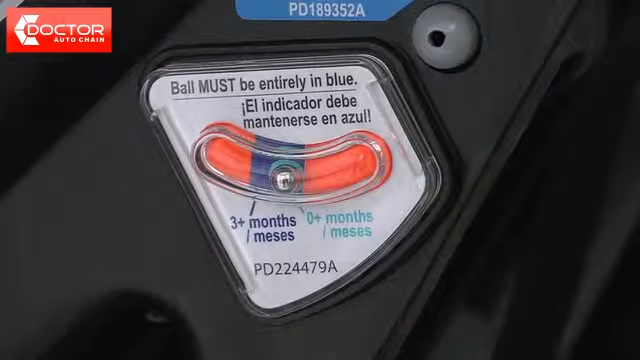 DOCTOR
AUTO CHAIN
PD189352A
Ball MUST be entirely in blue.
¡El indicador debe
mantenerse en azul!
3+ months
/ meses
0+ months
/ meses
PD224479A